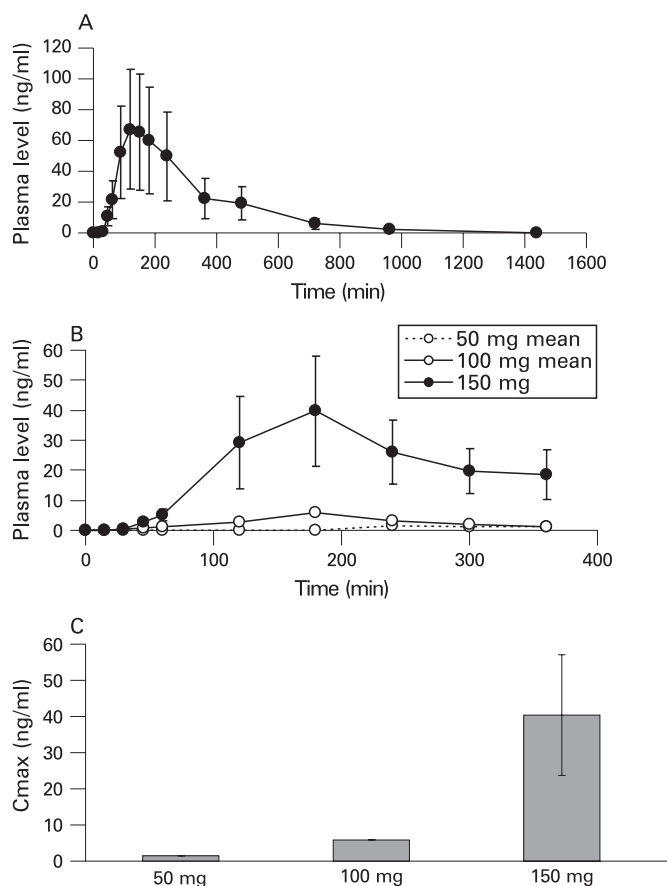 A
Plasma level (ng/ml)
120
100
80
60
40
20
0
0 200 400 600 800 1000 1200 1400 1600
Time (min)
B
Plasma level (ng/ml)
60
50
40
30
20
10
0
50 mg mean
100 mg mean
150 mg
0 100 200 300 400
Time (min)
C
Cmax (ng/ml)
60
50
40
30
20
10
0
50 mg 100 mg 150 mg